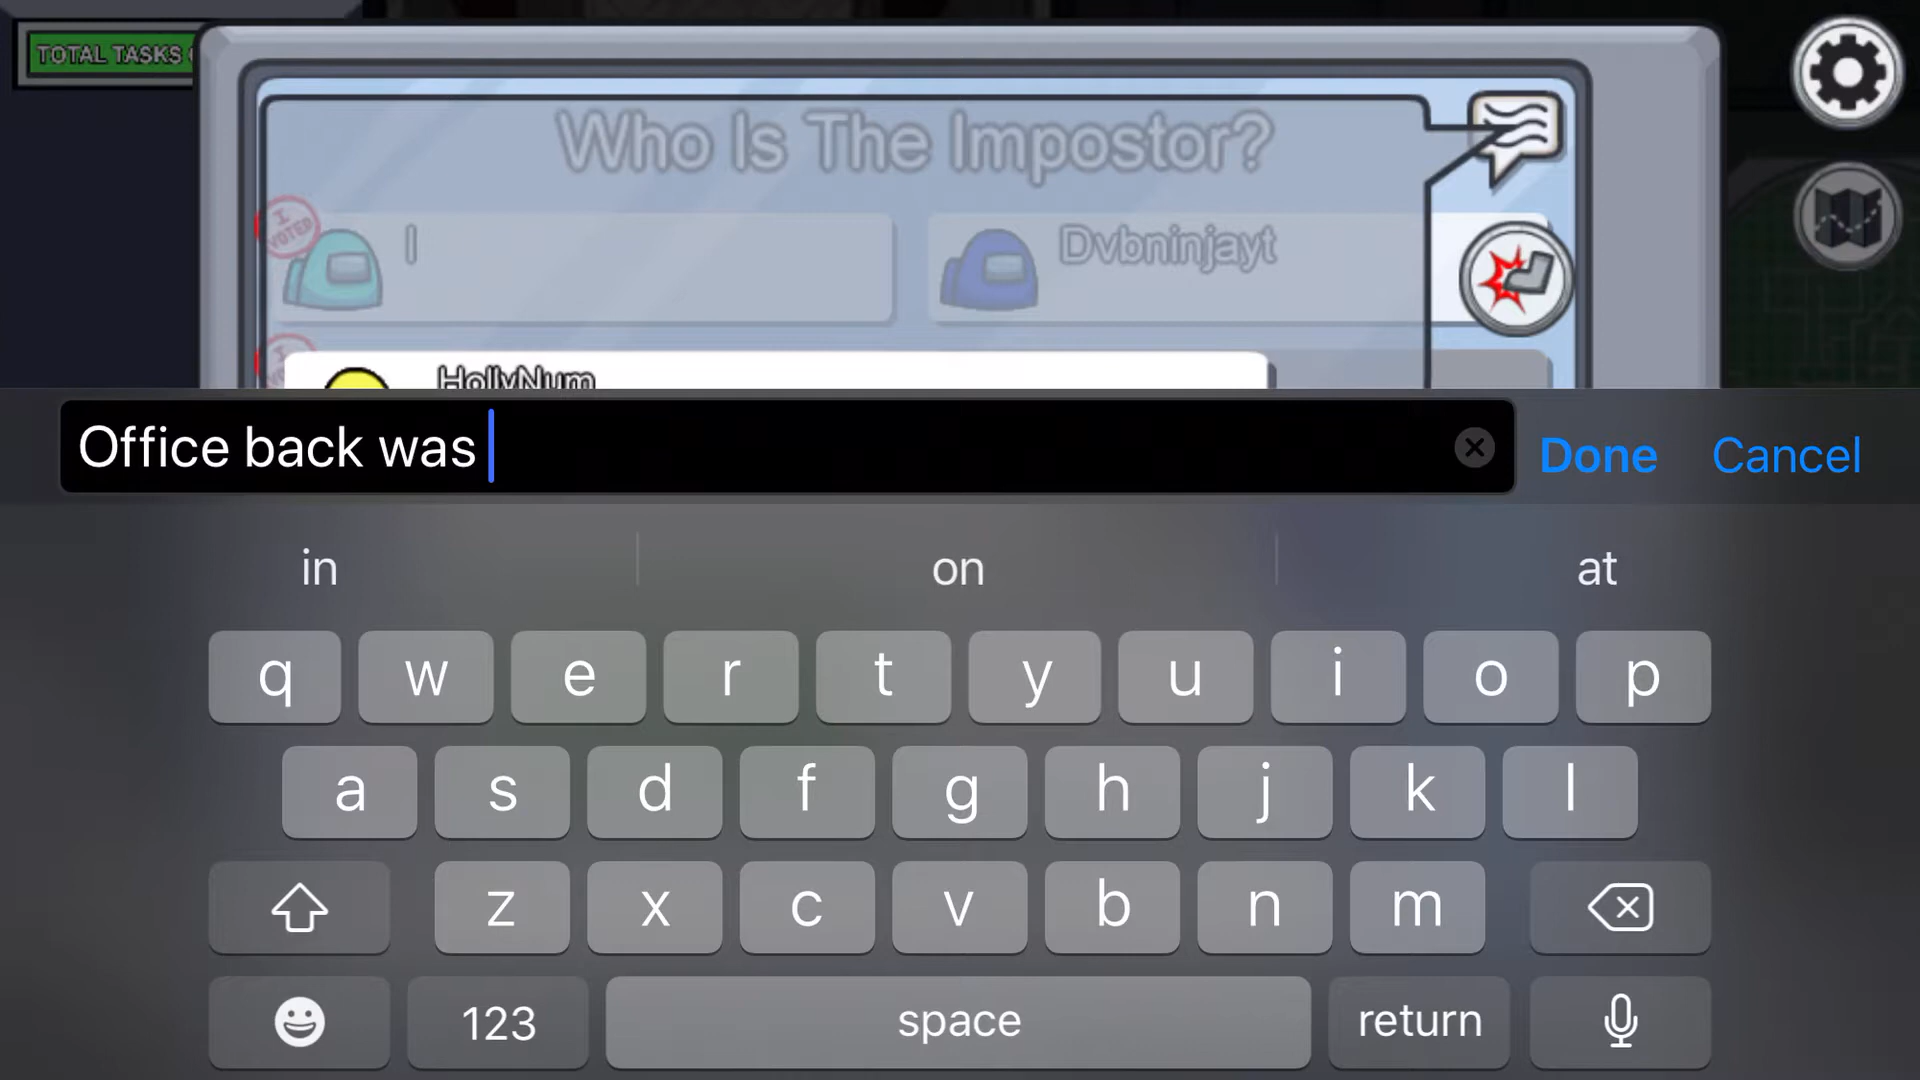 TOTAL TASKS
Who Is The Impostor?
I VOTED
I
Dvbninjayt
HollyNum
Office back was
Done
Cancel
in
on
at
q w e r t y u i o p
a s d f g h j k l
z x c v b n m
123
space
return